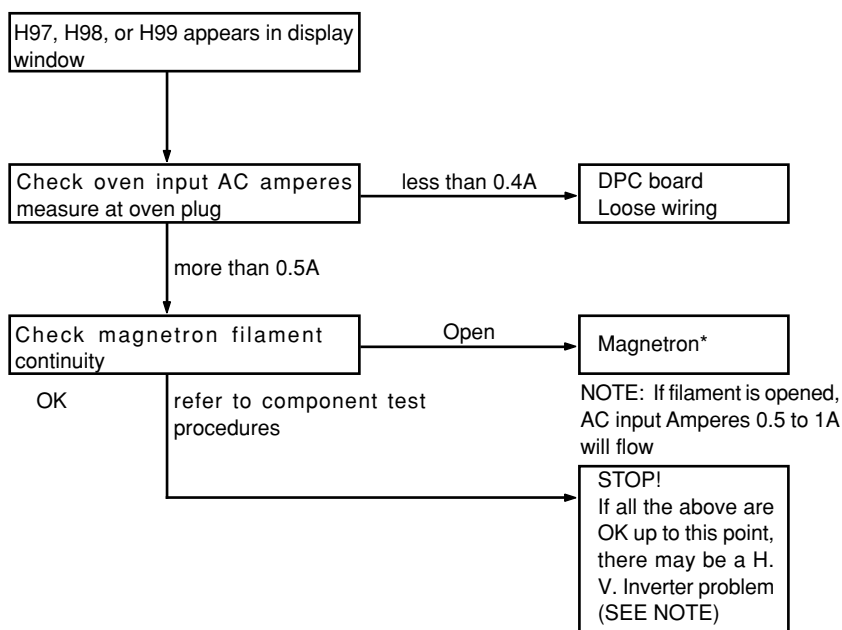 H97, H98, or H99 appears in display
window
Check oven input AC amperes
measure at oven plug
less than 0.4A
DPC board
Loose wiring
more than 0.5A
Check magnetron filament
continuity
Open
Magnetron*
NOTE: If filament is opened,
AC input Amperes 0.5 to 1A
will flow
OK
refer to component test
procedures
STOP!
If all the above are
OK up to this point,
there may be a H.
V. Inverter problem
(SEE NOTE)